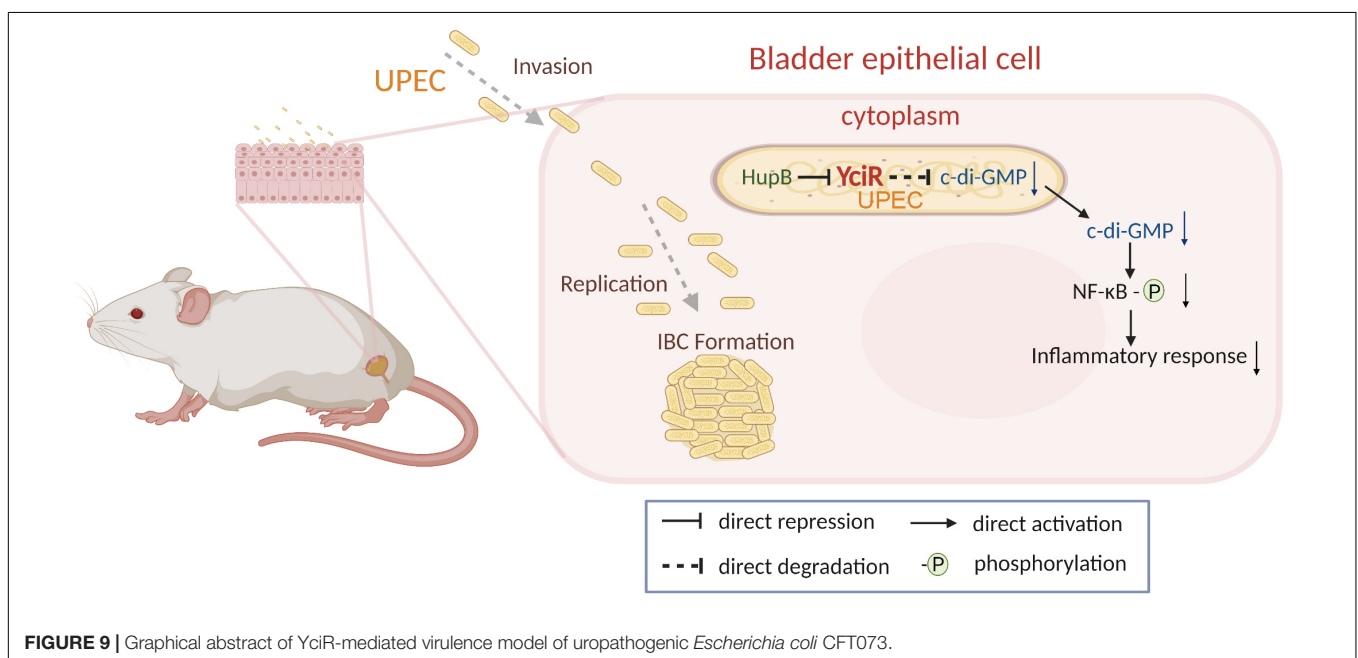 Bladder epithelial cell
UPEC
Invasion
cytoplasm
HupB YciR c-di-GMP
UPEC
c-di-GMP
NF-κB - P
Inflammatory response
Replication
IBC Formation
direct repression
direct activation
direct degradation
-P phosphorylation
FIGURE 9 | Graphical abstract of YciR-mediated virulence model of uropathogenic Escherichia coli CFT073.